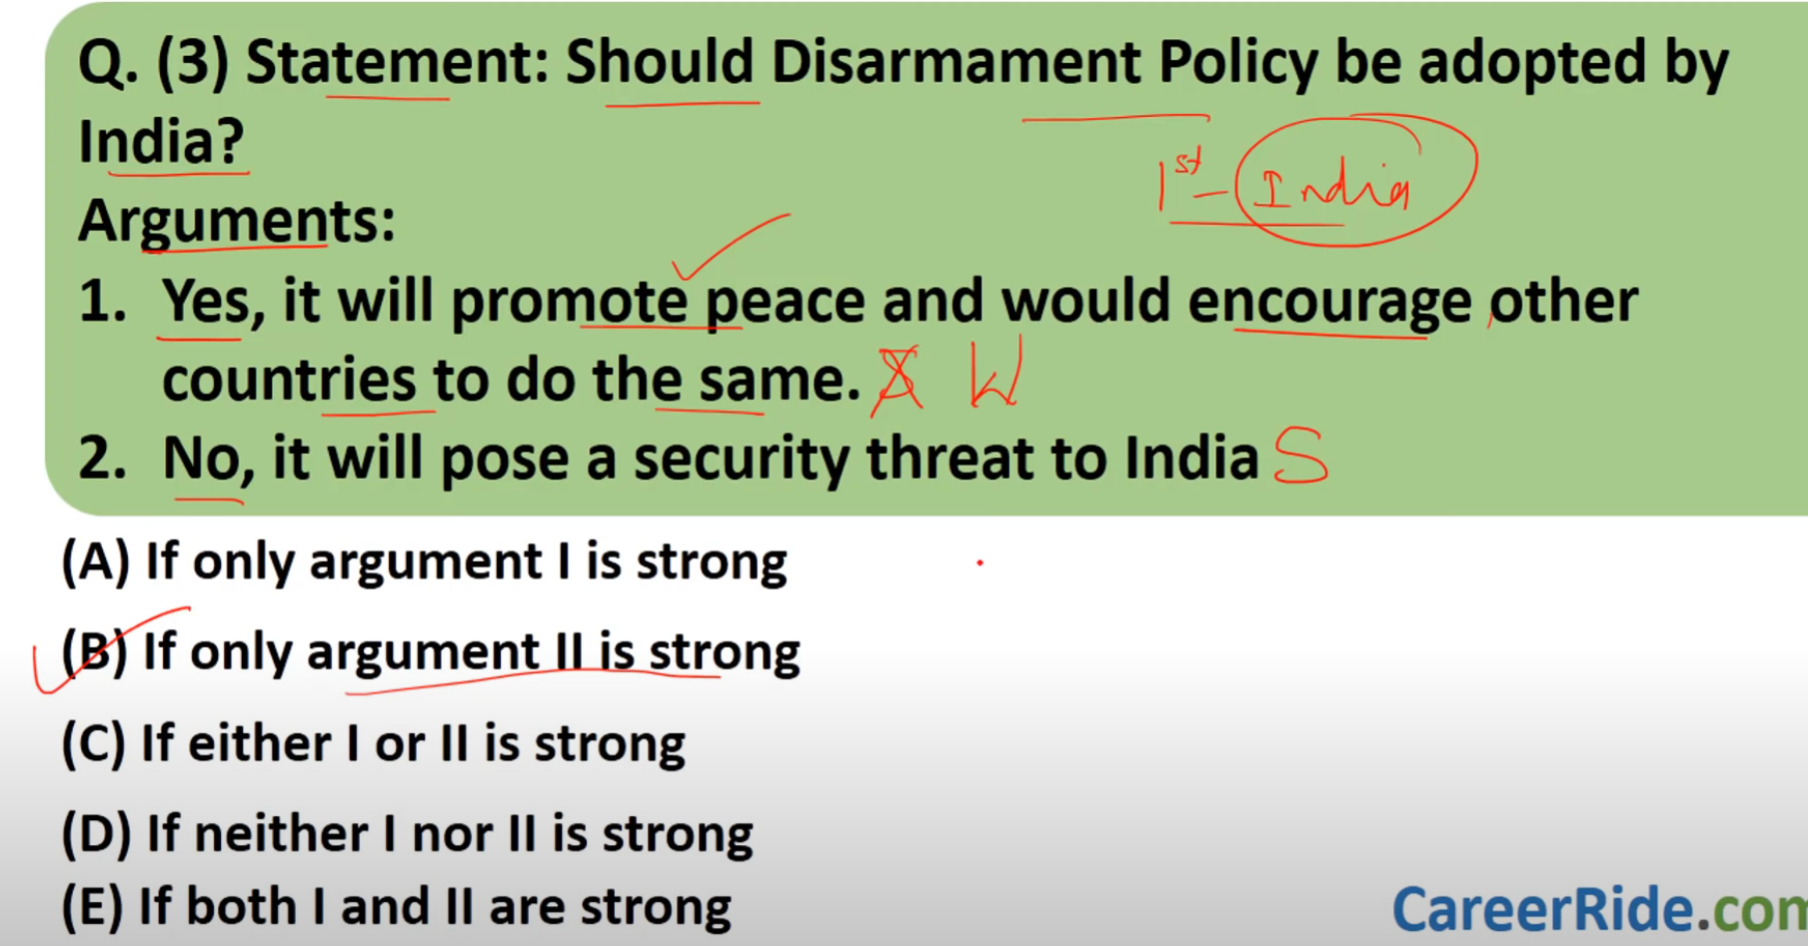 Q. (3) Statement: Should Disarmament Policy be adopted by
India?
1st - India
Arguments:
1. Yes, it will promote peace and would encourage other
countries to do the same. W
2. No, it will pose a security threat to India S
(A) If only argument I is strong
(B) If only argument II is strong
(C) If either I or II is strong
(D) If neither I nor II is strong
(E) If both I and II are strong
CareerRide.com